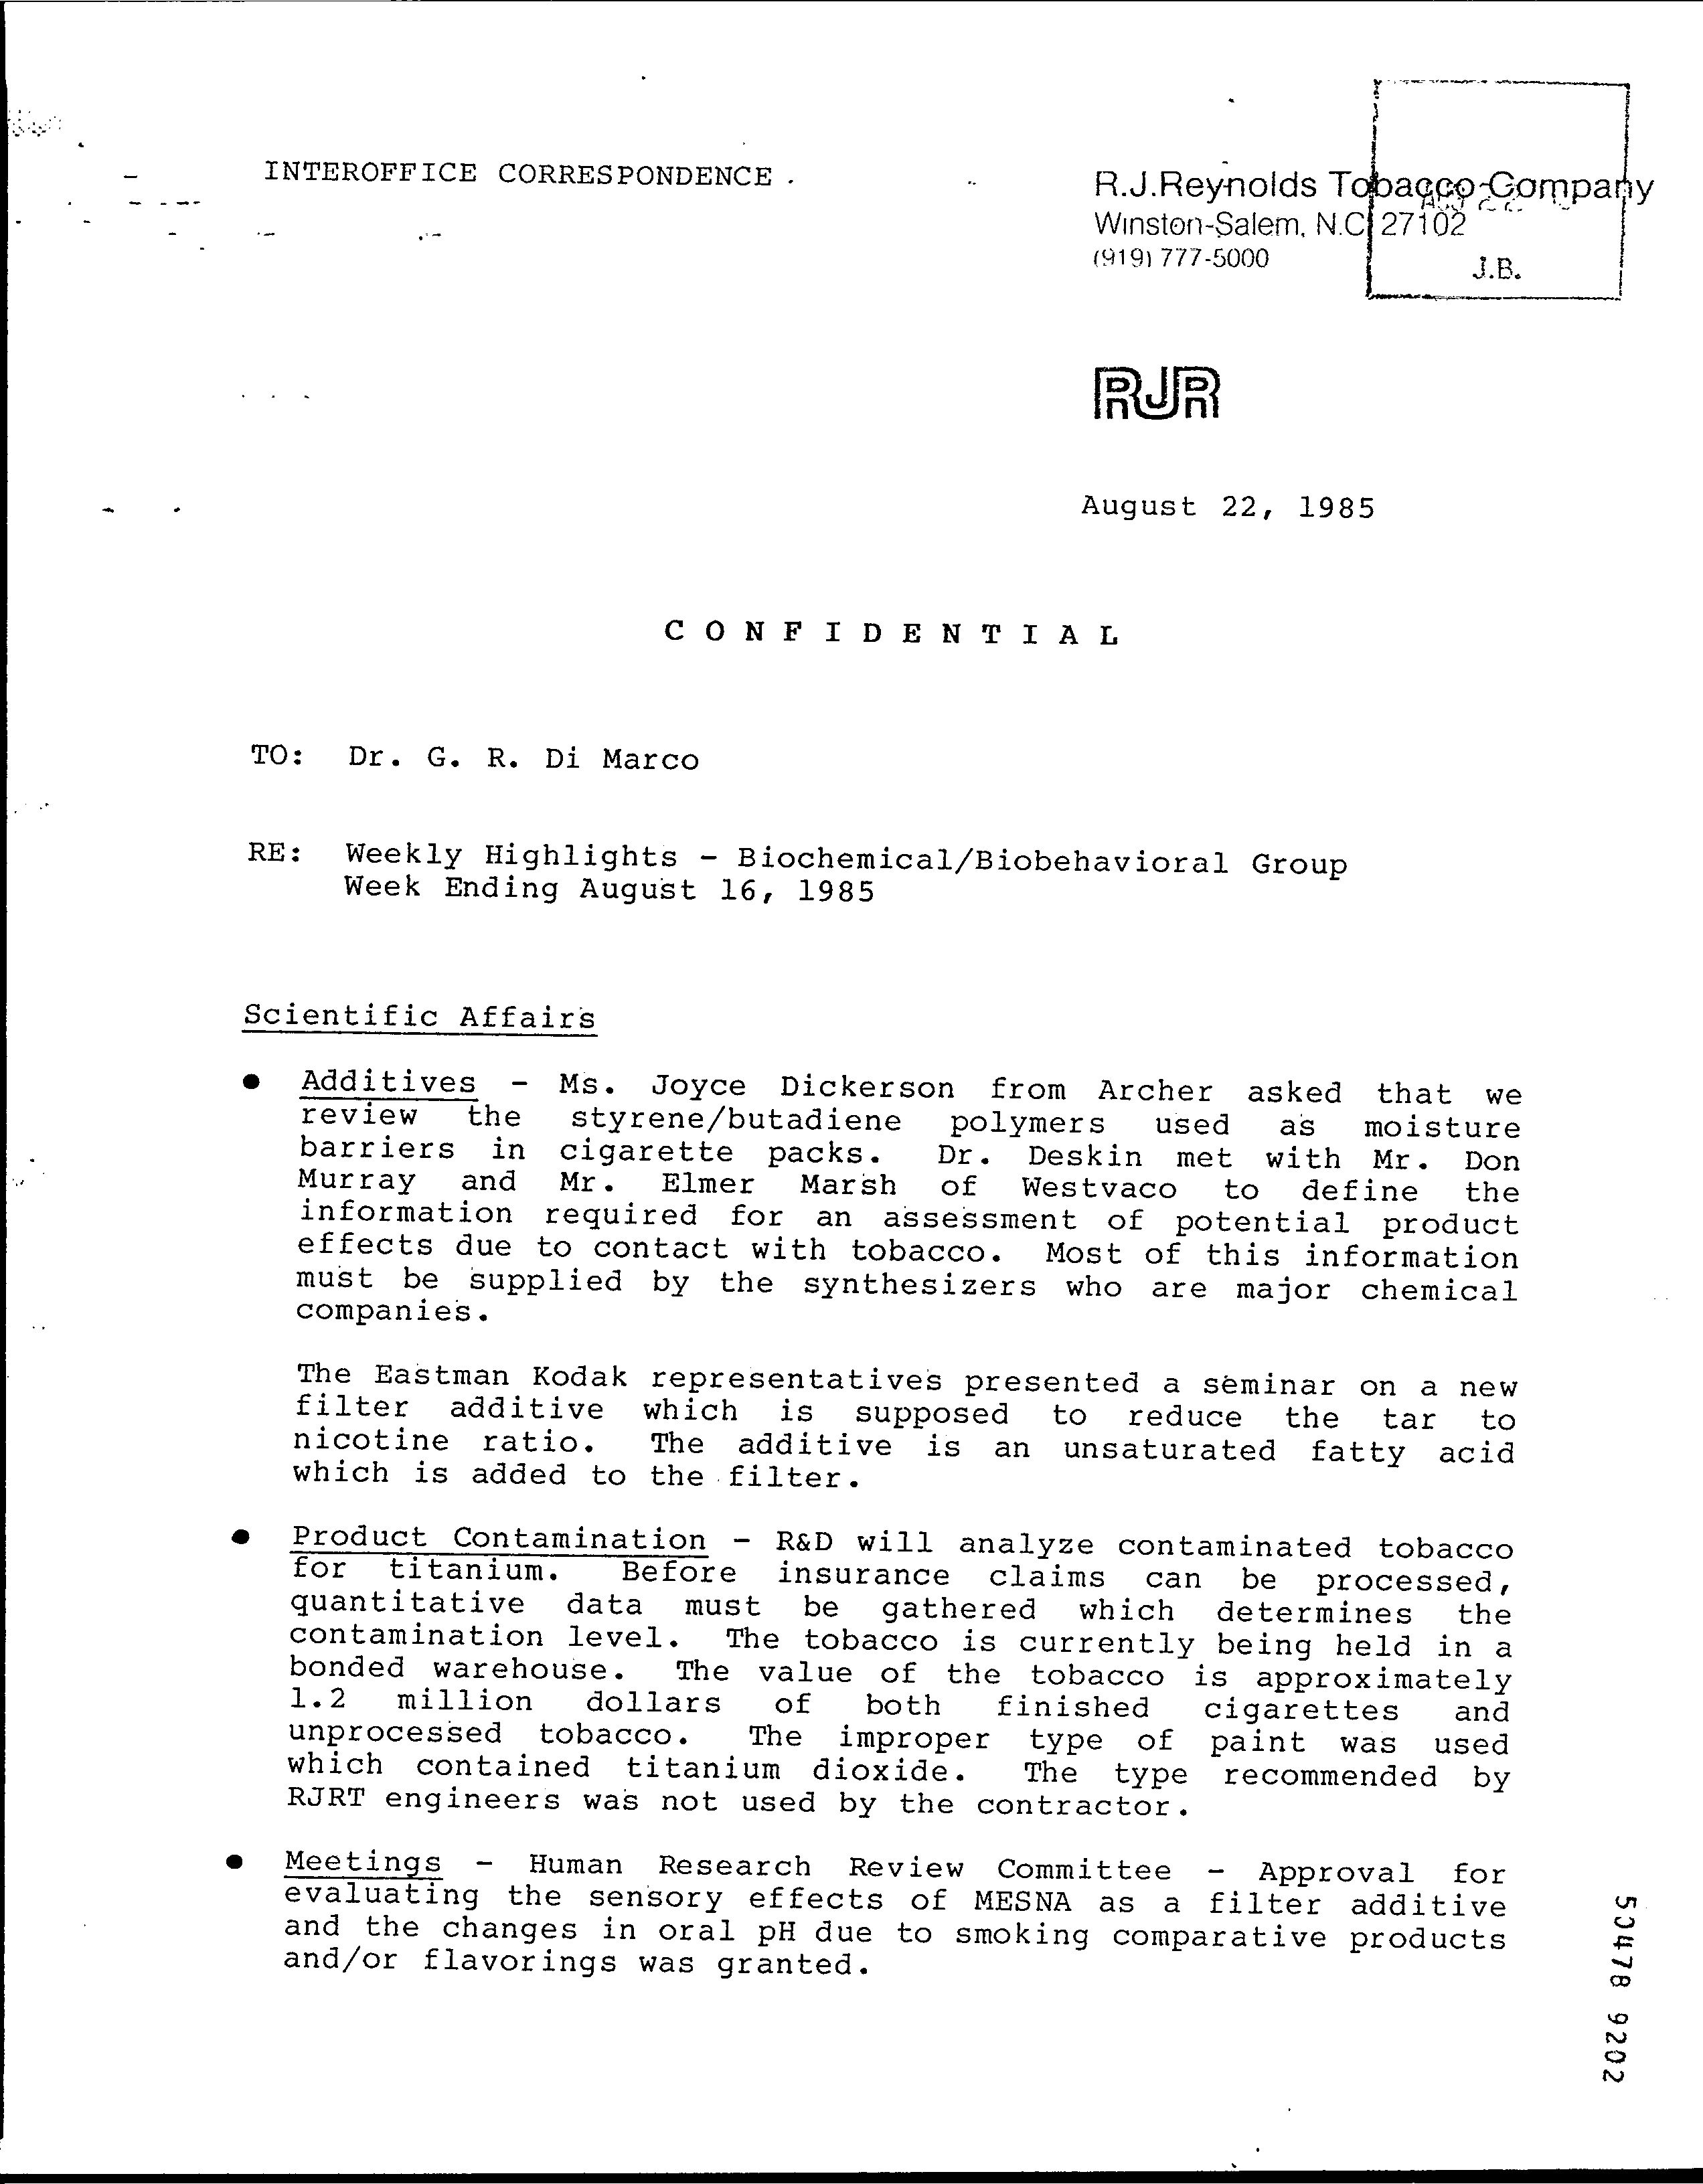 INTEROFFICE CORRESPONDENCE
R.J.Reynolds Tobacco Company
Winston-Salem, N.C. 27102
(919) 777-5000
J.B.
RJR
August 22, 1985
C O N F I D E N T I A L
TO: Dr. G. R. Di Marco
RE: Weekly Highlights - Biochemical/Biobehavioral Group
Week Ending August 16, 1985
Scientific Affairs
• Additives - Ms. Joyce Dickerson from Archer asked that we
review the styrene/butadiene polymers used as moisture
barriers in cigarette packs. Dr. Deskin met with Mr. Don
Murray and Mr. Elmer Marsh of Westvaco to define the
information required for an assessment of potential product
effects due to contact with tobacco. Most of this information
must be supplied by the synthesizers who are major chemical
companies.
The Eastman Kodak representatives presented a seminar on a new
filter additive which is supposed to reduce the tar to
nicotine ratio. The additive is an unsaturated fatty acid
which is added to the filter.
• Product Contamination - R&D will analyze contaminated tobacco
for titanium. Before insurance claims can be processed,
quantitative data must be gathered which determines the
contamination level. The tobacco is currently being held in a
bonded warehouse. The value of the tobacco is approximately
1.2 million dollars of both finished cigarettes and
unprocessed tobacco. The improper type of paint was used
which contained titanium dioxide. The type recommended by
RJRT engineers was not used by the contractor.
• Meetings - Human Research Review Committee - Approval for
evaluating the sensory effects of MESNA as a filter additive
and the changes in oral pH due to smoking comparative products
and/or flavorings was granted.
50478 9202